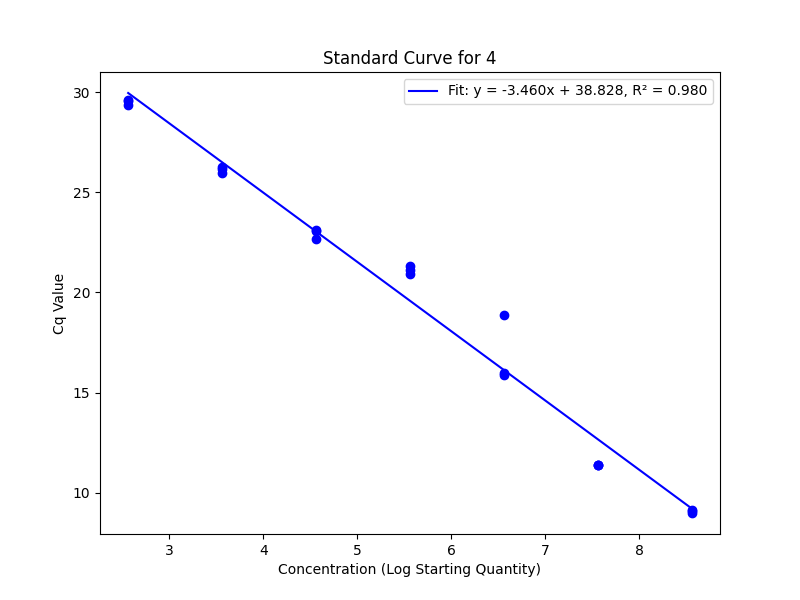 Standard Curve for 4
Fit: y = -3.460x + 38.828, R² = 0.980
30
25
20
15
10
Cq Value
3 4 5 6 7 8
Concentration (Log Starting Quantity)